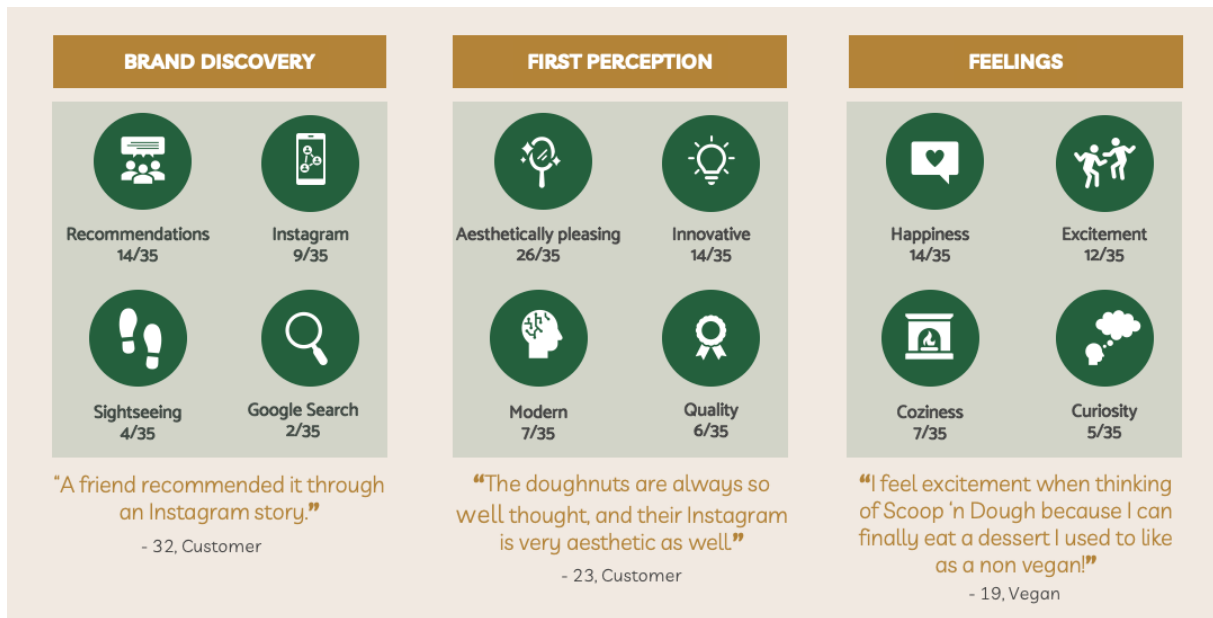 BRAND DISCOVERY
Recommendations
14/35
Instagram
9/35
Sightseeing
4/35
Google Search
2/35
“A friend recommended it through
an Instagram story.”
- 32, Customer
FIRST PERCEPTION
Aesthetically pleasing
26/35
Innovative
14/35
Modern
7/35
Quality
6/35
“The doughnuts are always so
well thought, and their Instagram
is very aesthetic as well.”
- 23, Customer
FEELINGS
Happiness
14/35
Excitement
12/35
Coziness
7/35
Curiosity
5/35
“I feel excitement when thinking
of Scoop ‘n Dough because I can
finally eat a dessert I used to like
as a non vegan!”
- 19, Vegan